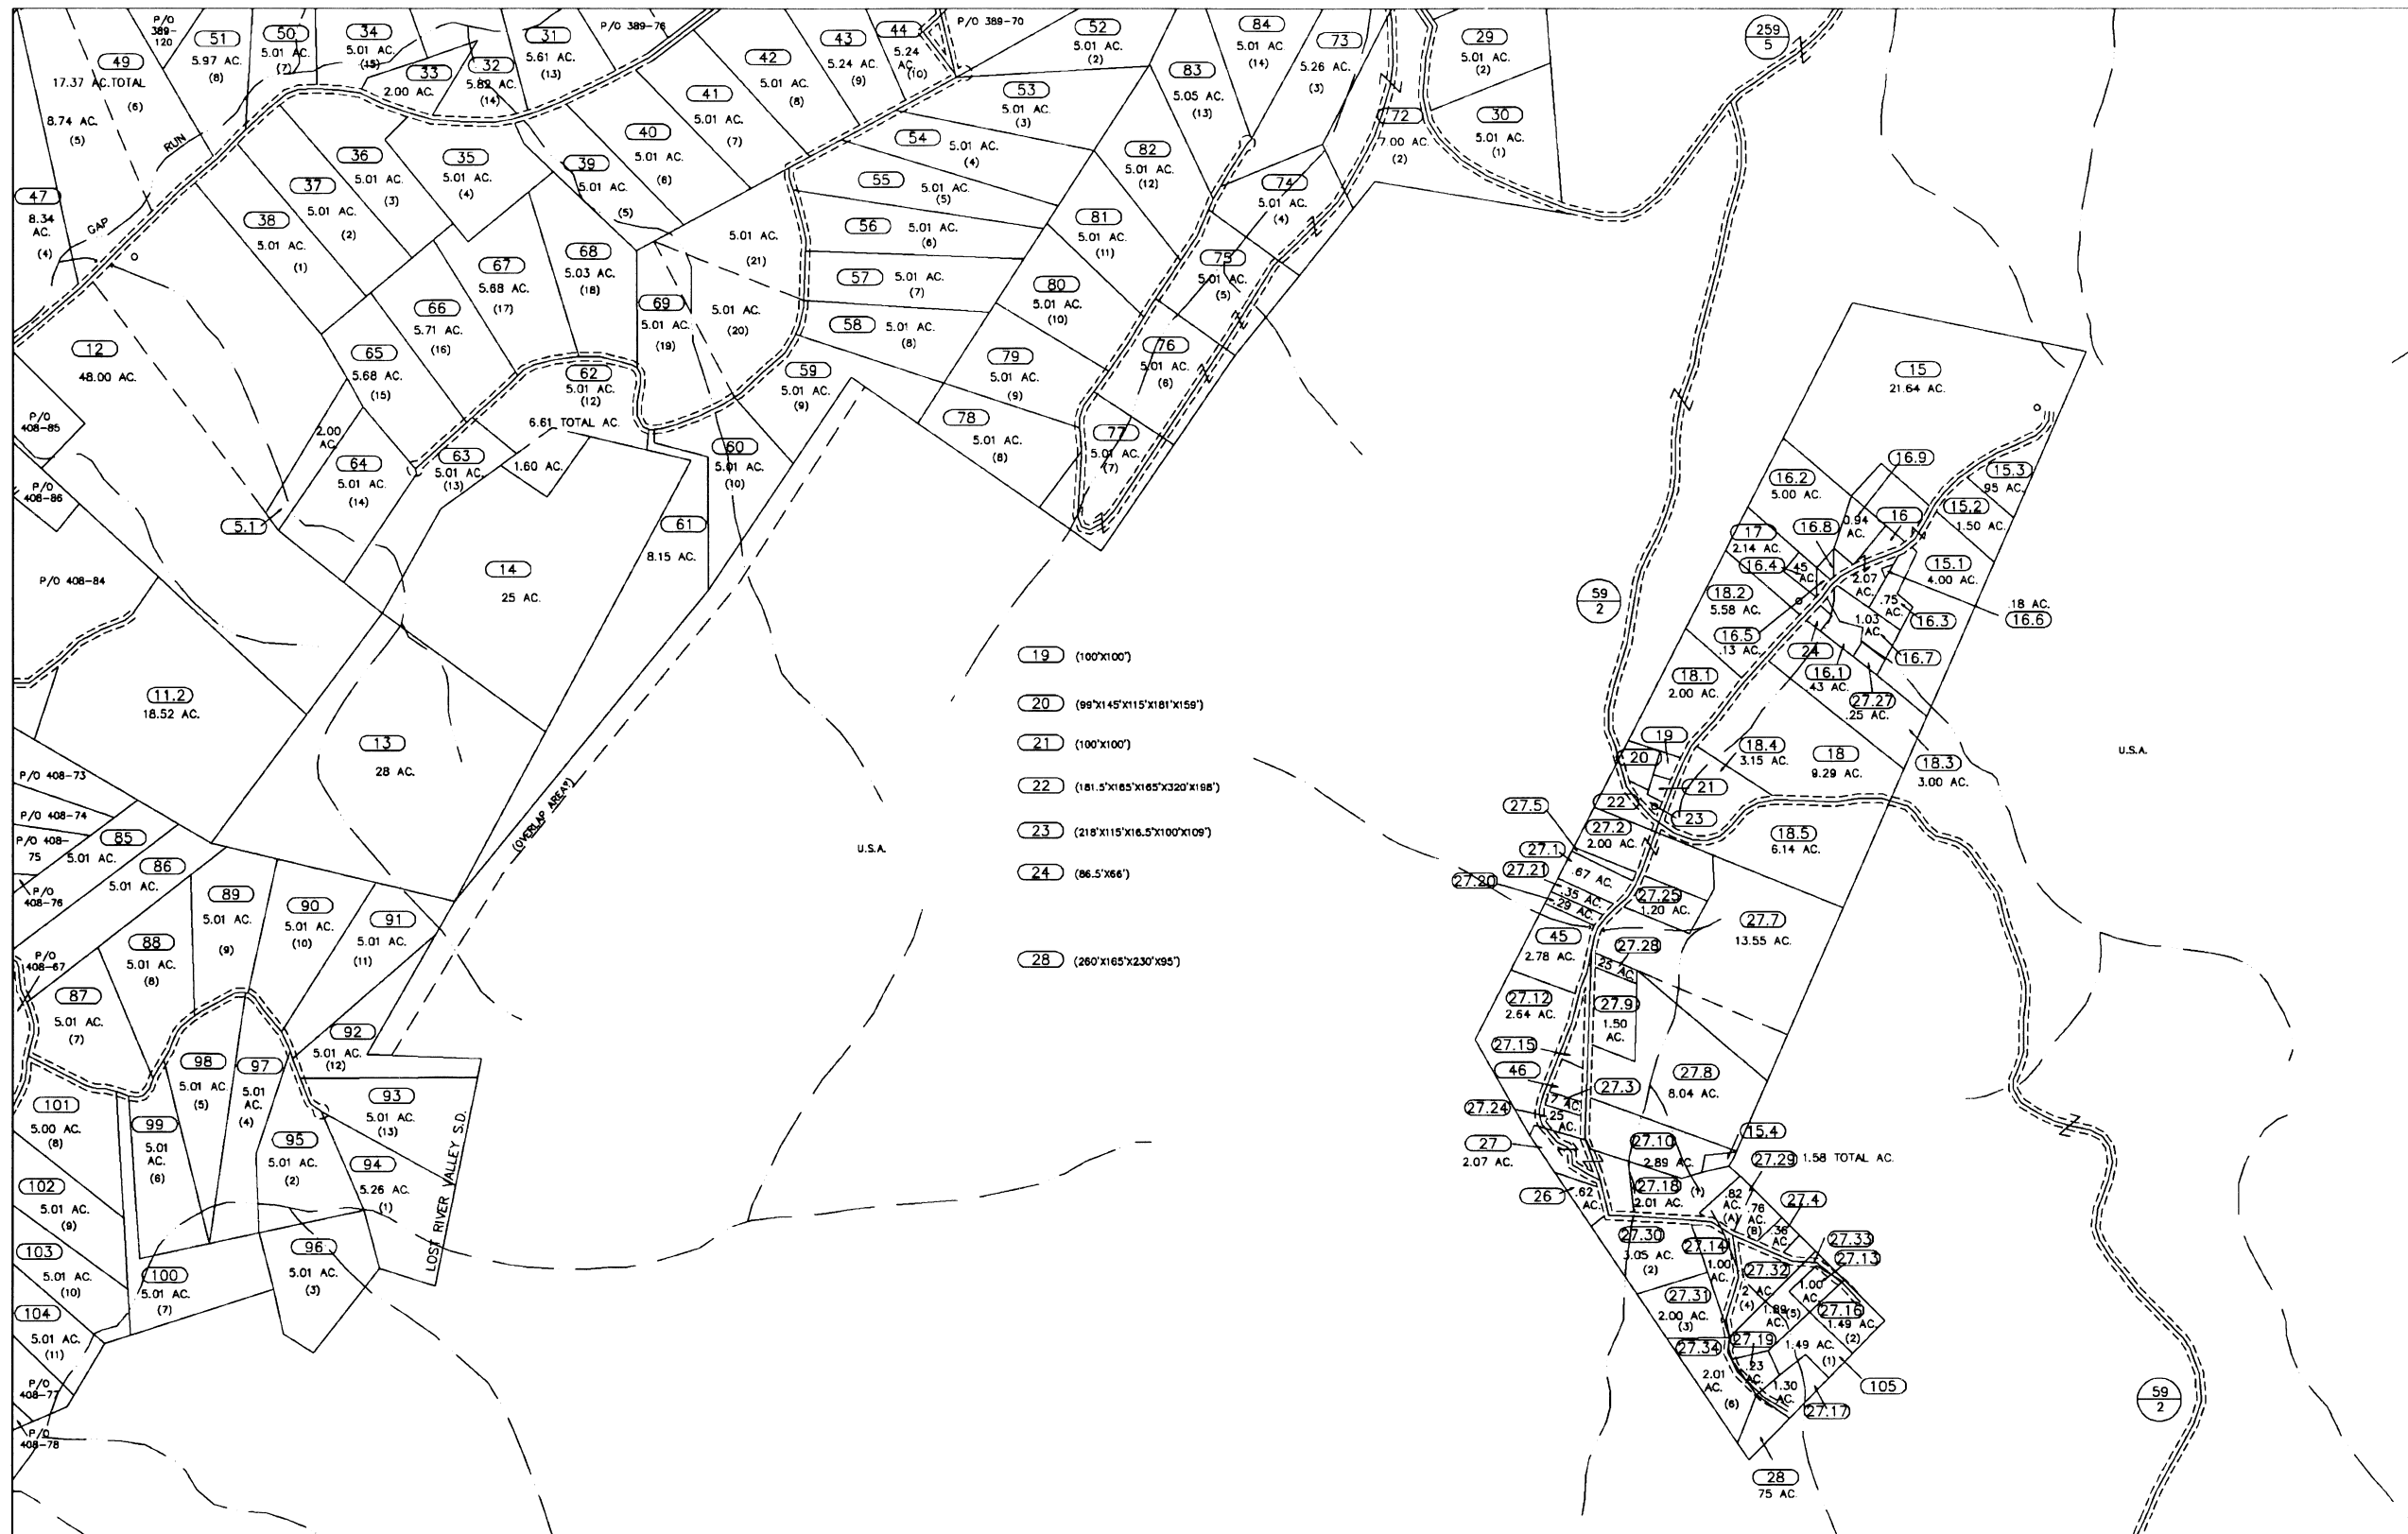 P/O
389-
120
51
5.97 AC.
(8)
50
5.01 AC.
(7)
34
5.01 AC.
(15)
33
2.00 AC.
32
5.82 AC.
(14)
31
5.61 AC.
(13)
P/O 389-76
42
5.01 AC.
(8)
43
5.24 AC.
(9)
44
5.24
AC.
(10)
P/O 389-70
52
5.01 AC.
(2)
84
5.01 AC.
(14)
83
5.05 AC.
(13)
73
5.26 AC.
(3)
29
5.01 AC.
(2)
259
5
49
17.37 AC.TOTAL
(6)
8.74 AC.
(5)
RUN
GAP
41
5.01 AC.
(7)
40
5.01 AC.
(6)
39
5.01 AC.
(5)
53
5.01 AC.
(3)
54
5.01 AC.
(4)
72
7.00 AC.
(2)
30
5.01 AC.
(1)
36
5.01 AC.
(3)
35
5.01 AC.
(4)
37
5.01 AC.
(2)
38
5.01 AC.
(1)
47
8.34
AC.
(4)
82
5.01 AC.
(12)
55
5.01 AC.
(5)
56
5.01 AC.
(6)
57
5.01 AC.
(7)
58
5.01 AC.
(8)
81
5.01 AC.
(11)
74
5.01 AC.
(4)
75
5.01 AC.
(5)
80
5.01 AC.
(10)
5.01 AC.
(21)
5.01 AC.
(20)
67
5.68 AC.
(17)
68
5.03 AC.
(18)
69
5.01 AC.
(19)
66
5.71 AC.
(16)
65
5.68 AC.
(15)
12
48.00 AC.
62
5.01 AC.
(12)
6.61 TOTAL AC.
59
5.01 AC.
(9)
79
5.01 AC.
(9)
76
5.01 AC.
(6)
78
5.01 AC.
(8)
77
5.01 AC.
(7)
P/O
408-85
P/O
408-86
2.00
AC.
64
5.01 AC.
(14)
63
5.01 AC.
(13)
1.60 AC.
60
5.01 AC.
(10)
5.1
61
8.15 AC.
14
25 AC.
P/O 408-84
15
21.64 AC.
16.9
15.3
.95 AC.
16.2
5.00 AC.
15.2
1.50 AC.
16
0.94
AC.
16.8
17
2.14 AC.
16.4
.45
AC.
15.1
4.00 AC.
2.07
AC.
18.2
5.58 AC.
.75
AC.
.18 AC.
16.6
16.3
1.03
AC.
16.5
.13 AC.
24
16.7
16.1
.43 AC.
18.1
2.00 AC.
27.27
.25 AC.
59
2
19 (100'X100')
20 (99'X145'X115'X181'X159')
21 (100'X100')
22 (181.5'X165'X165'X320'X198')
23 (218'X115'X16.5'X100'X109')
24 (86.5'X66')
28 (260'X165'X230'X95')
11.2
18.52 AC.
13
28 AC.
(OVERLAP AREA?)
U.S.A.
U.S.A.
19
20
18.4
3.15 AC.
18
9.29 AC.
18.3
3.00 AC.
21
22
23
27.5
27.2
2.00 AC.
18.5
6.14 AC.
27.1
.67 AC.
27.21
27.20
.35 AC.
.29 AC.
27.25
1.20 AC.
27.7
13.55 AC.
45
2.78 AC.
27.28
.25 AC.
27.12
2.64 AC.
27.9
1.50
AC.
27.15
46
27.3
27.8
8.04 AC.
27.24
.25
AC.
27
2.07 AC.
27.10
2.89 AC.
15.4
27.29
1.58 TOTAL AC.
26
.62
AC.
27.18
2.01 AC.
(1)
.82
AC.
(A)
.76
AC.
(B)
27.4
.36
AC.
27.30
3.05 AC.
(2)
27.14
1.00
AC.
27.33
27.13
27.32
2 AC.
(4)
1.00
AC.
27.31
2.00 AC.
(3)
1.89
AC.
(5)
27.16
1.49 AC.
(2)
27.34
27.19
1.49 AC.
(1)
2.01
AC.
(6)
.23
AC.
1.30
AC.
105
27.17
28
75 AC.
59
2
P/O 408-73
P/O 408-74
P/O 408-
75
85
5.01 AC.
86
5.01 AC.
P/O
408-76
89
5.01 AC.
(9)
90
5.01 AC.
(10)
91
5.01 AC.
(11)
88
5.01 AC.
(8)
P/O
408-67
87
5.01 AC.
(7)
92
5.01 AC.
(12)
98
5.01 AC.
(5)
97
5.01
AC.
(4)
93
5.01 AC.
(13)
101
5.00 AC.
(8)
99
5.01
AC.
(6)
95
5.01 AC.
(2)
94
5.26 AC.
(1)
LOST RIVER VALLEY S.D.
102
5.01 AC.
(9)
103
5.01 AC.
(10)
96
5.01 AC.
(3)
100
5.01 AC.
(7)
104
5.01 AC.
(11)
P/O
408-77
P/O
408-78